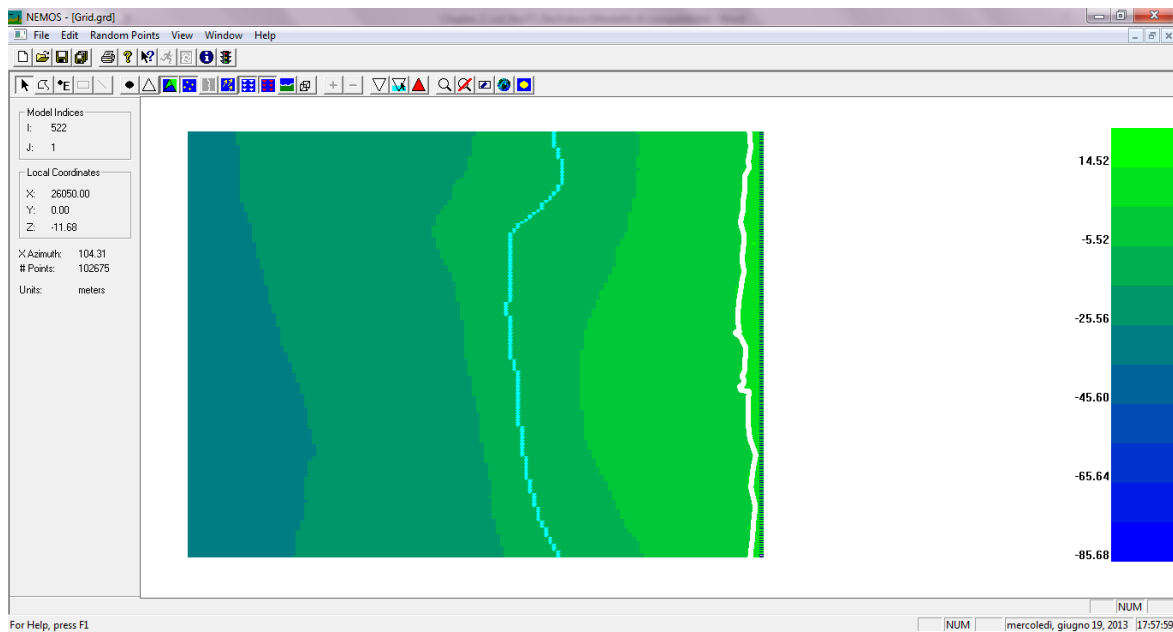 NEMOS - [Grid.grd]
File Edit Random Points View Window Help
E
Model Indices
I: 522
J: 1
Local Coordinates
X: 26050.00
Y: 0.00
Z: -11.68
X Azimuth: 104.31
# Points: 102675
Units: meters
14.52
-5.52
-25.56
-45.60
-65.64
-85.68
NUM
For Help, press F1
NUM
mercoledì, giugno 19, 2013
17:57:59